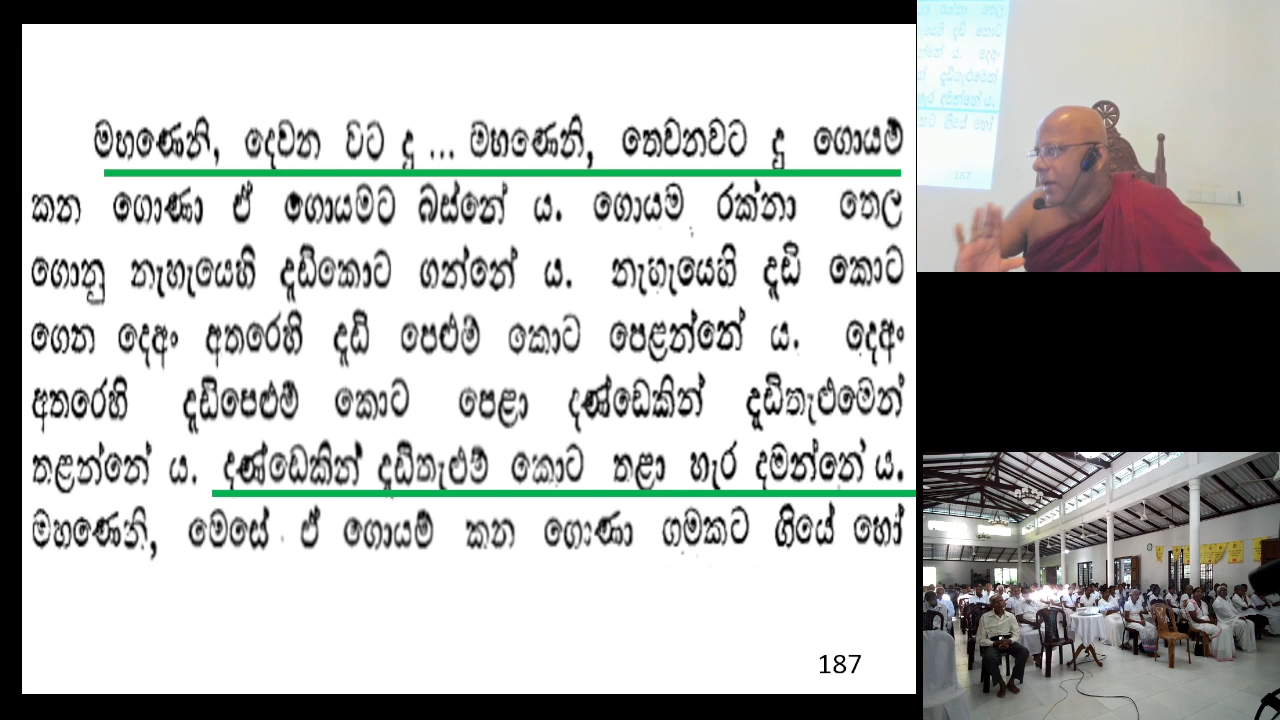 මහණෙනි, දෙවන වට දු ... මහණෙනි, තෙවනවට දු ගොයම්
කන ගොණා ඒ ගොයමට බස්නේ ය. ගොයම රක්නා තෙල
ගොනු නැහැයෙහි දූඩිකොට ගන්නේ ය. නැහැයෙහි දූඩි කොට
ගෙන දෙඅං අතරෙහි දූඩි පෙළුම් කොට පෙළන්නේ ය. දෙඅං
අතරෙහි දූඩිපෙළුම් කොට පෙළා දණ්ඩෙකින් දූඩිතැළුමෙන්
තළන්නේ ය. දණ්ඩෙකින් දූඩිතැළුම් කොට තළා හැර දමන්නේ ය.
මහණෙනි, මෙසේ ඒ ගොයම් කන ගොණා ගමකට ගියේ හෝ
187